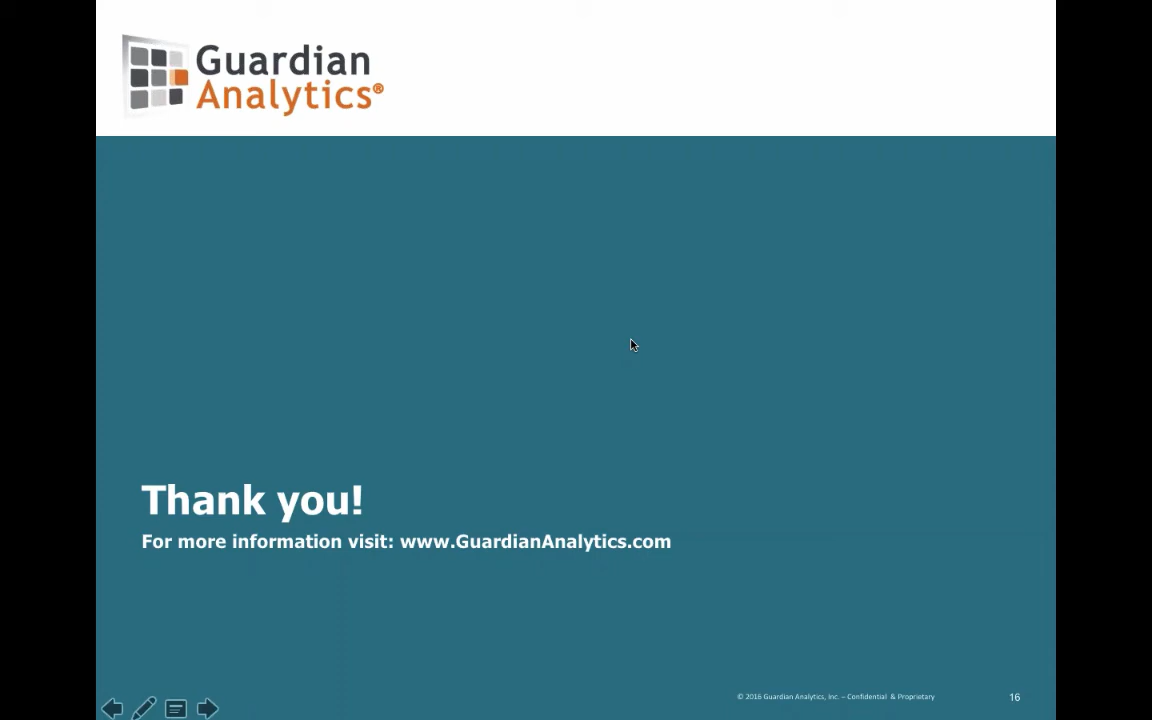 Guardian
Analytics®
Thank you!
For more information visit: www.GuardianAnalytics.com
© 2016 Guardian Analytics, Inc. – Confidential & Proprietary
16